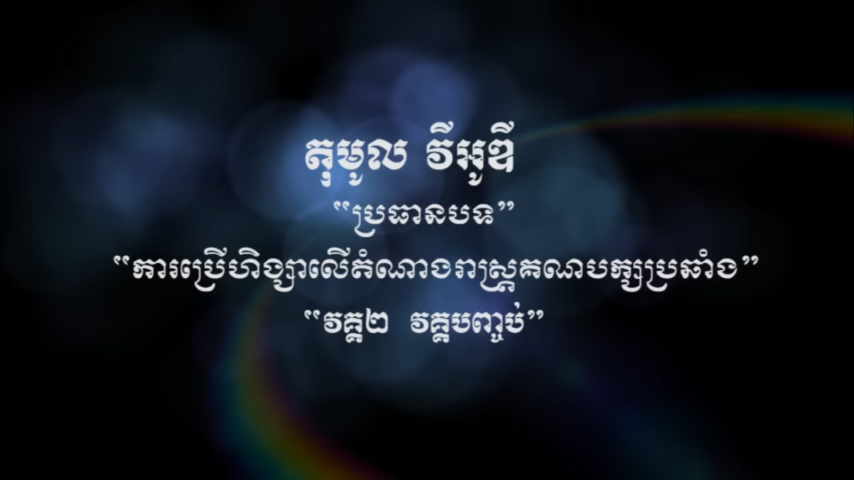 តុមូល វីអូឌី
“ប្រធានបទ”
“ការប្រើហិង្សាលើតំណាងរាស្ត្រគណបក្សប្រឆាំង”
“វគ្គ២ វគ្គបញ្ចប់”